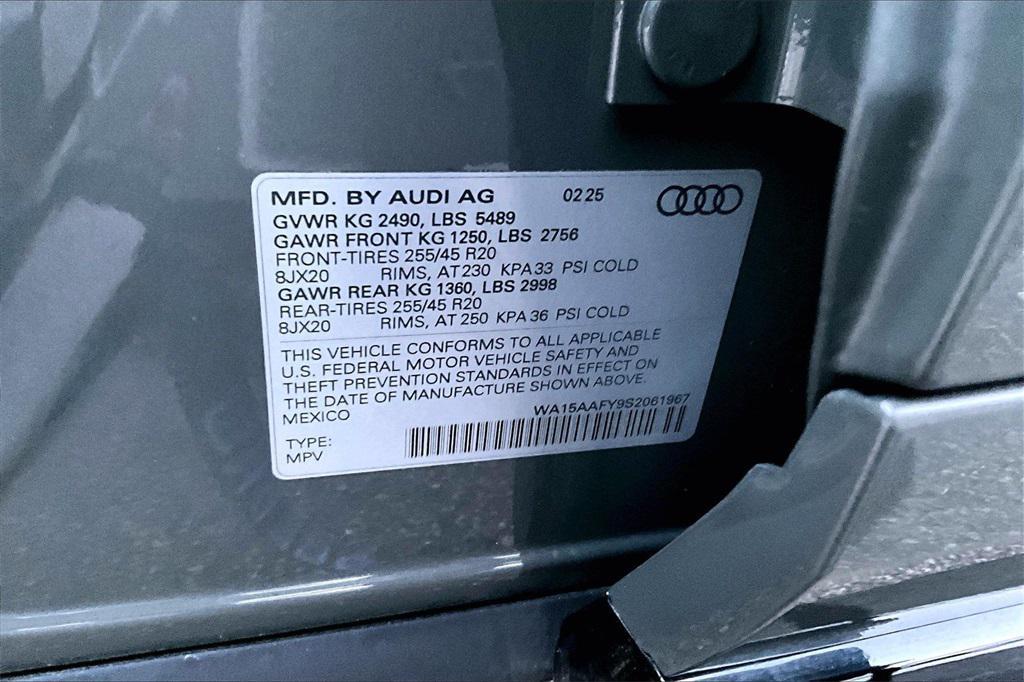 MFD. BY AUDI AG 02 25
GVWR KG 2490, LBS 5489
GAWR FRONT KG 1250, LBS 2756
FRONT-TIRES 255/45 R20
8JX20 RIMS, AT 230 KPA 33 PSI COLD
GAWR REAR KG 1360, LBS 2998
REAR-TIRES 255/45 R20
8JX20 RIMS, AT 250 KPA 36 PSI COLD
THIS VEHICLE CONFORMS TO ALL APPLICABLE
U.S. FEDERAL MOTOR VEHICLE SAFETY AND
THEFT PREVENTION STANDARDS IN EFFECT ON
THE DATE OF MANUFACTURE SHOWN ABOVE.
MEXICO WA15AAFY9S2061967
TYPE:
MPV